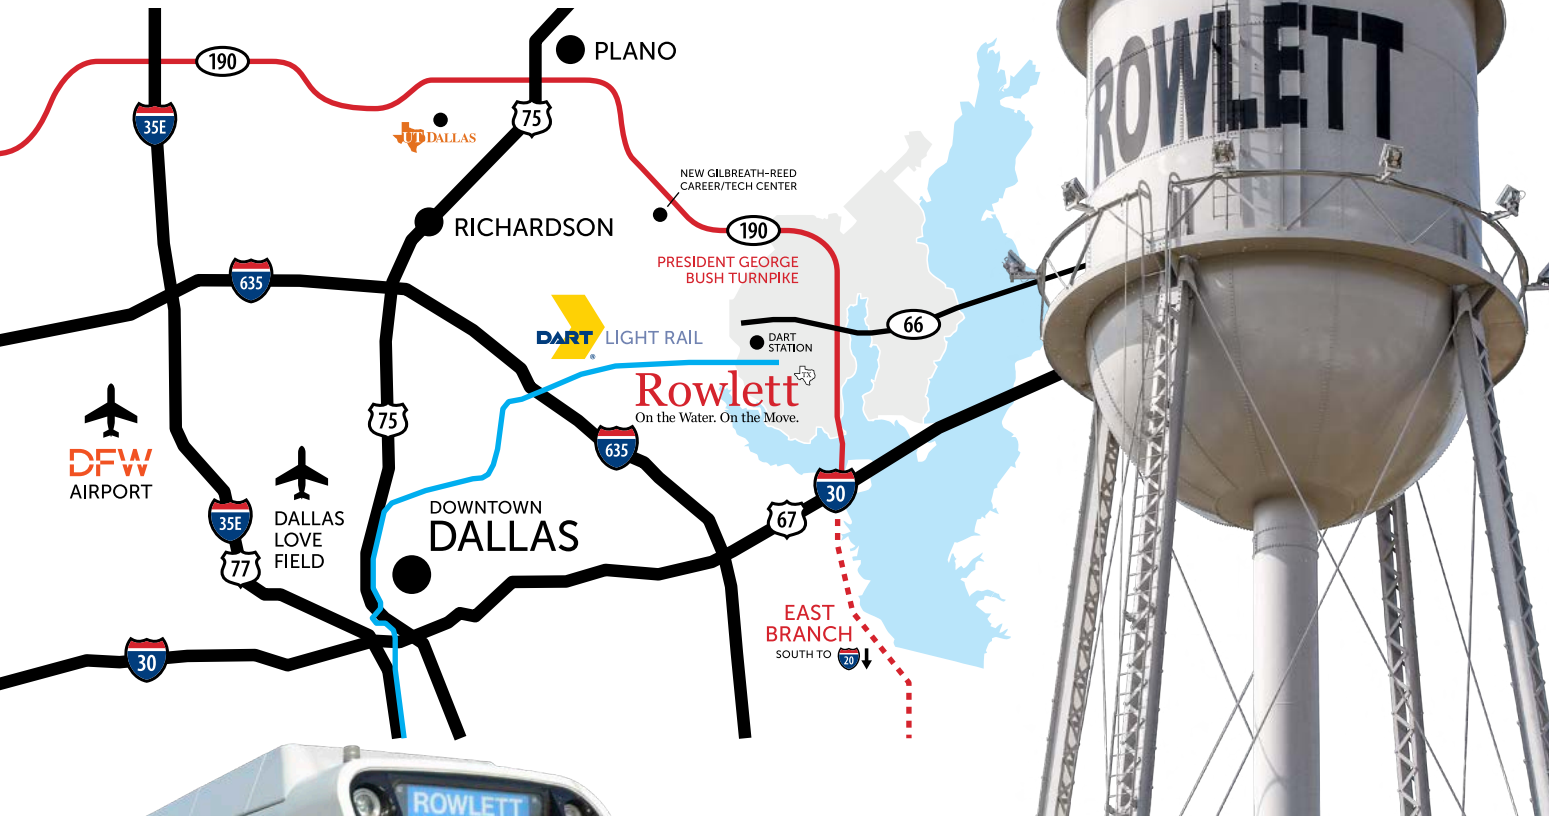 PLANO
190
35E
75
UT DALLAS
NEW GILBREATH-REED
CAREER/TECH CENTER
RICHARDSON
190
PRESIDENT GEORGE
BUSH TURNPIKE
635
66
DART
LIGHT RAIL
DART
STATION
Rowlett
TX
On the Water. On the Move.
75
635
DFW
AIRPORT
30
67
35E
DALLAS
LOVE
FIELD
77
DOWNTOWN
DALLAS
EAST
BRANCH
SOUTH TO 20
30
ROWLETT
ROWLETT